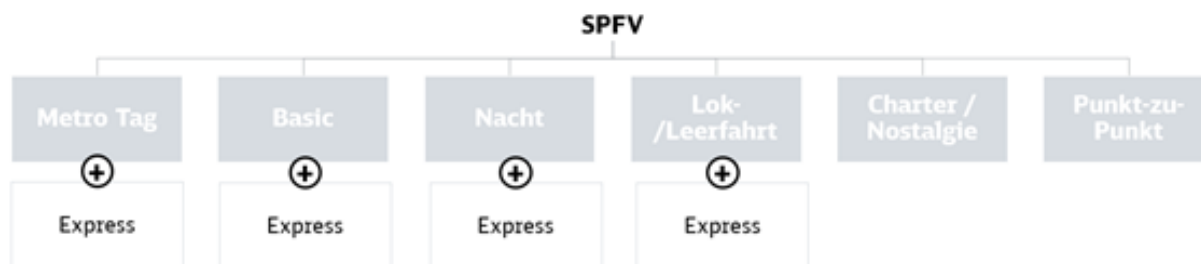 SPFV
Metro Tag
Basic
Nacht
Lok-
/Leerfahrt
Charter /
Nostalgie
Punkt-zu-
Punkt
+
+
+
+
Express
Express
Express
Express